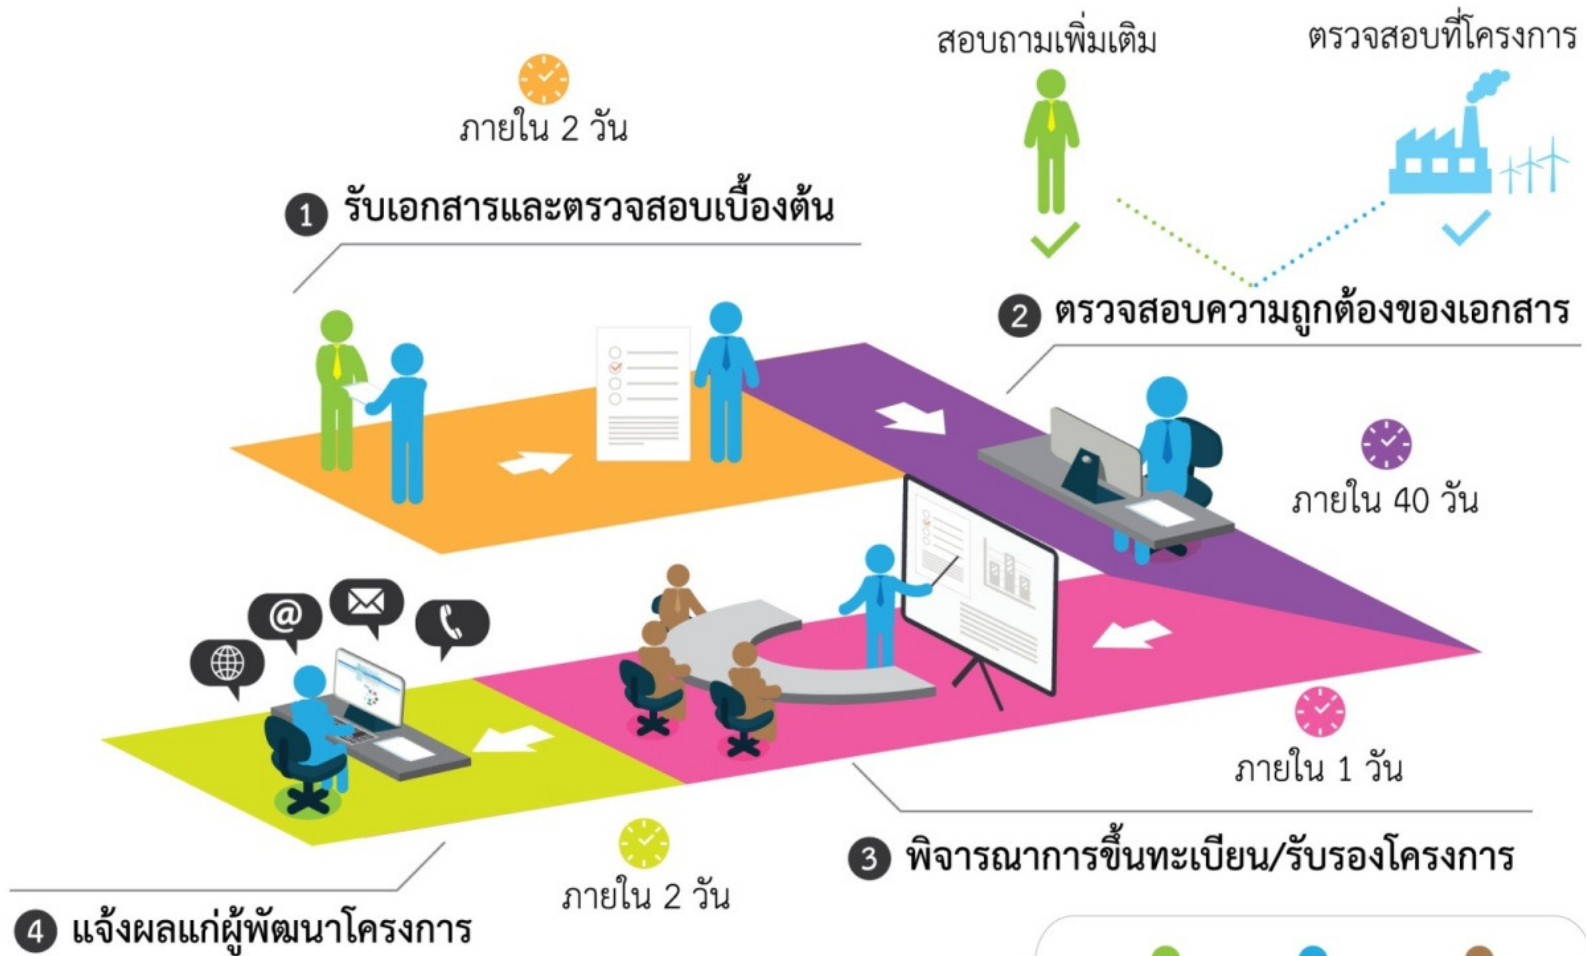 ภายใน 2 วัน
1 รับเอกสารและตรวจสอบเบื้องต้น
สอบถามเพิ่มเติม
ตรวจสอบที่โครงการ
2 ตรวจสอบความถูกต้องของเอกสาร
ภายใน 40 วัน
@
ภายใน 1 วัน
3 พิจารณาการขึ้นทะเบียน/รับรองโครงการ
ภายใน 2 วัน
4 แจ้งผลแก่ผู้พัฒนาโครงการ